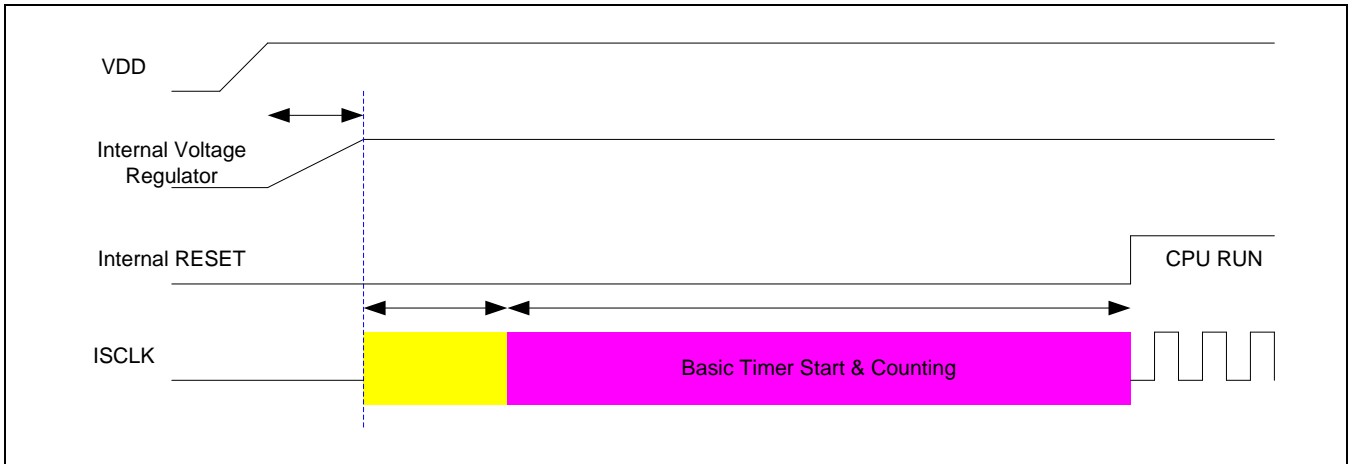 VDD
Internal Voltage
Regulator
Internal RESET
CPU RUN
ISCLK
Basic Timer Start & Counting